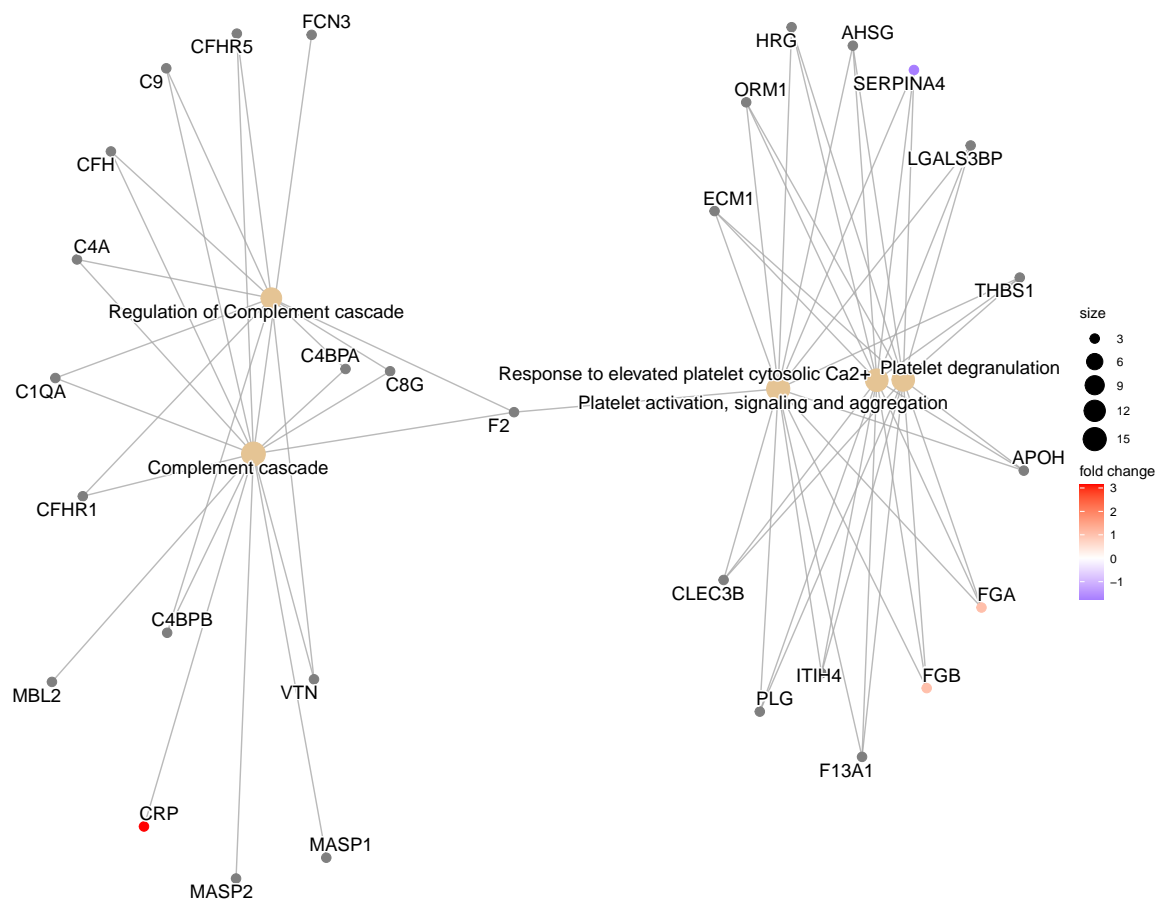 FCN3
CFHR5
C9
CFH
C4A
Regulation of Complement cascade
C4BPA
C8G
C1QA
F2
Complement cascade
CFHR1
C4BPB
MBL2
VTN
CRP
MASP1
MASP2
HRG
AHSG
SERPINA4
ORM1
LGALS3BP
ECM1
THBS1
Response to elevated platelet cytosolic Ca2+
Platelet degranulation
Platelet activation, signaling and aggregation
APOH
CLEC3B
FGA
ITIH4
FGB
PLG
F13A1
size
3
6
9
12
15
fold change
3
2
1
0
−1